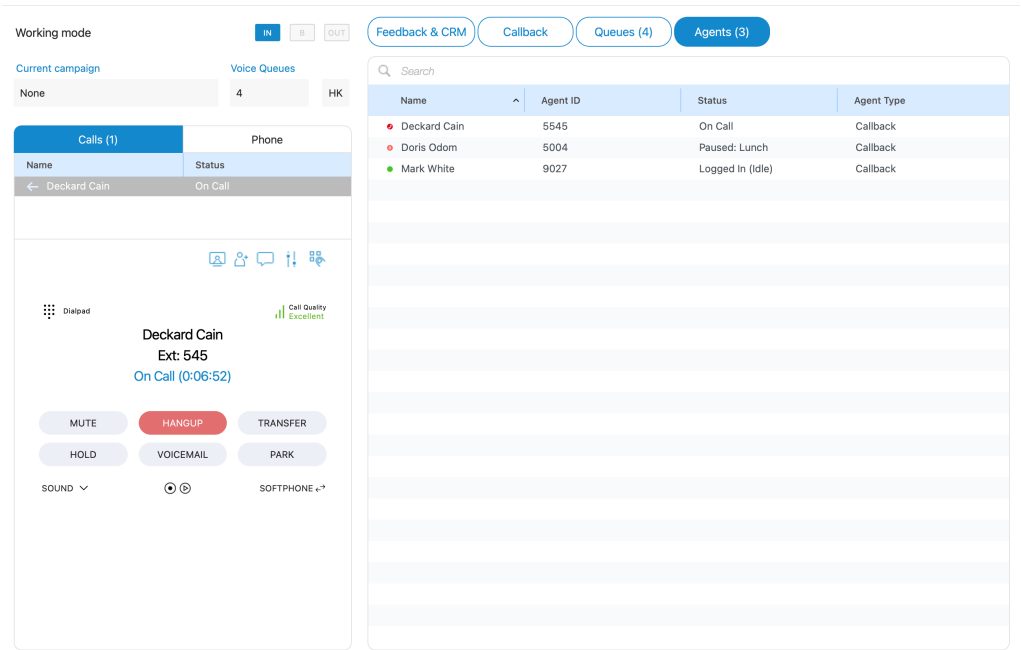 Working mode
IN
B
OUT
Current campaign
Voice Queues
None
4
HK
Calls (1)
Phone
Name
Status
Deckard Cain
On Call
Dialpad
Call Quality
Excellent
Deckard Cain
Ext: 545
On Call (0:06:52)
MUTE
HANGUP
TRANSFER
HOLD
VOICEMAIL
PARK
SOUND
SOFTPHONE
Feedback & CRM
Callback
Queues (4)
Agents (3)
Search
Name
Agent ID
Status
Agent Type
Deckard Cain
5545
On Call
Callback
Doris Odom
5004
Paused: Lunch
Callback
Mark White
9027
Logged In (Idle)
Callback